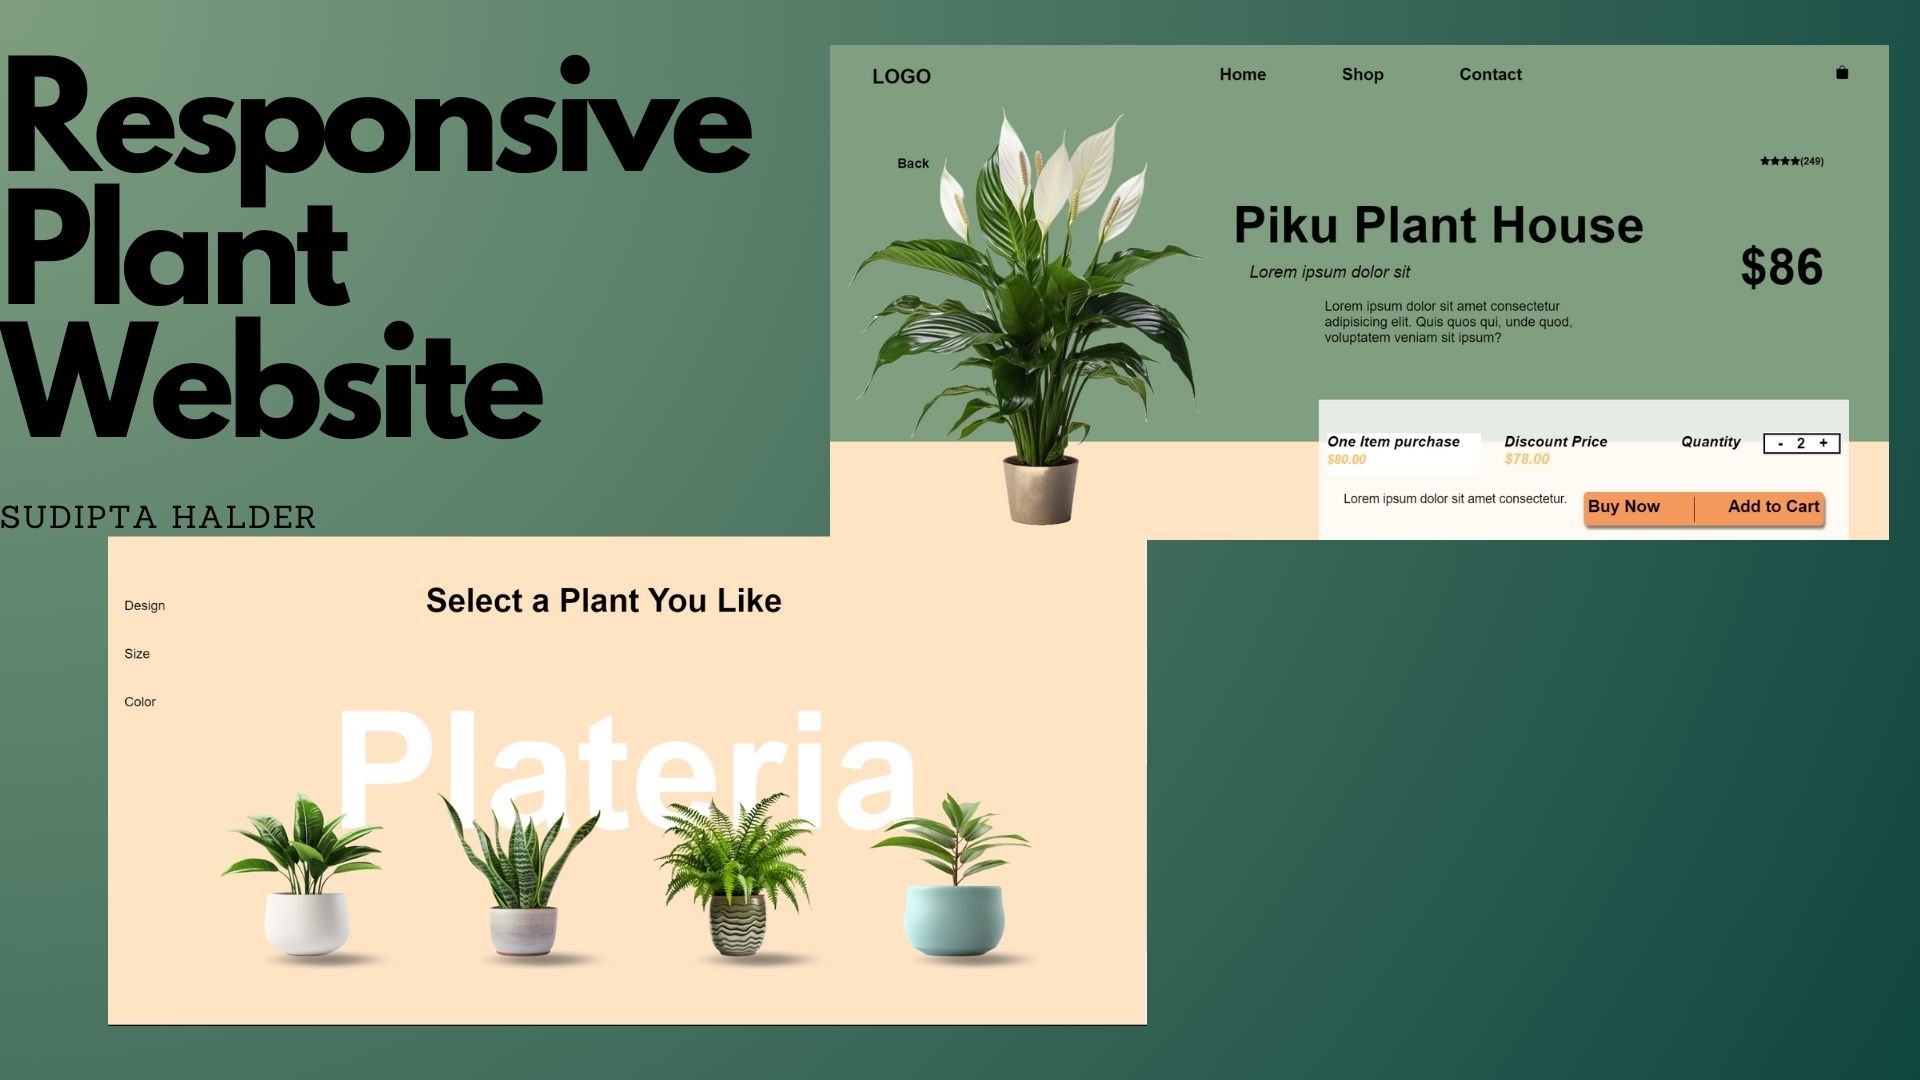 Responsive
Plant
Website
SUDIPTA HALDER
LOGO
Home Shop Contact
Back
★★★★(249)
Piku Plant House
$86
Lorem ipsum dolor sit
Lorem ipsum dolor sit amet consectetur
adipisicing elit. Quis quos qui, unde quod,
voluptatem veniam sit ipsum?
One Item purchase
$80.00
Discount Price
$78.00
Quantity
- 2 +
Lorem ipsum dolor sit amet consectetur.
Buy Now
Add to Cart
Select a Plant You Like
Design
Size
Color
Plateria